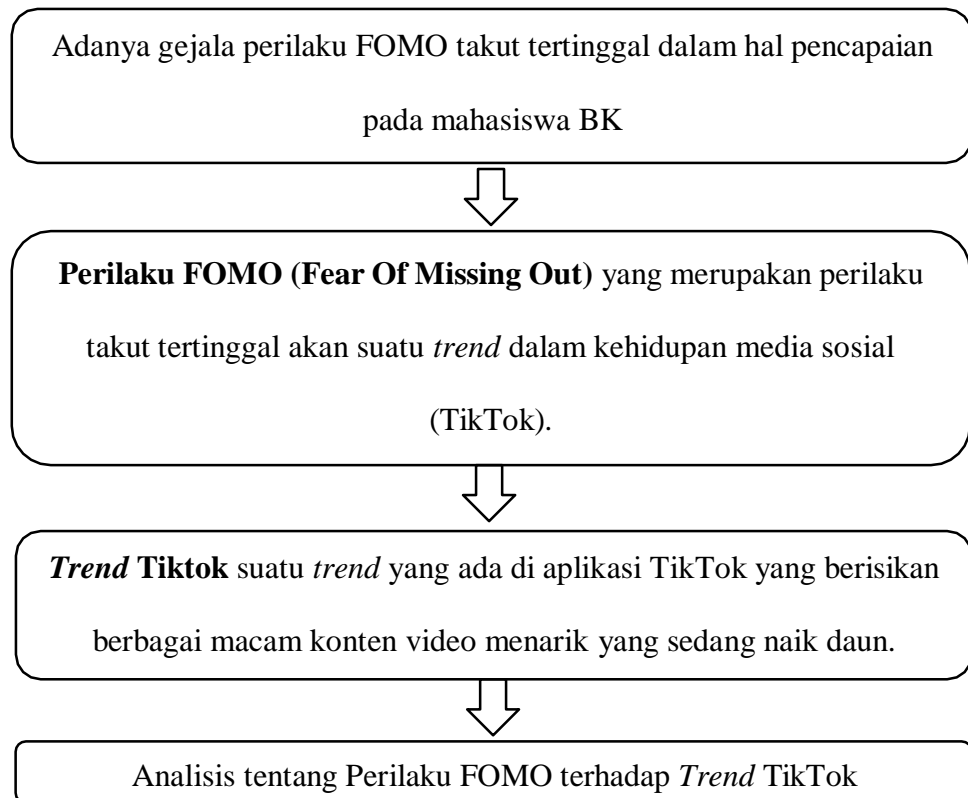 Adanya gejala perilaku FOMO takut tertinggal dalam hal pencapaian
pada mahasiswa BK
Perilaku FOMO (Fear Of Missing Out) yang merupakan perilaku
takut tertinggal akan suatu trend dalam kehidupan media sosial
(TikTok).
Trend Tiktok suatu trend yang ada di aplikasi TikTok yang berisikan
berbagai macam konten video menarik yang sedang naik daun.
Analisis tentang Perilaku FOMO terhadap Trend TikTok